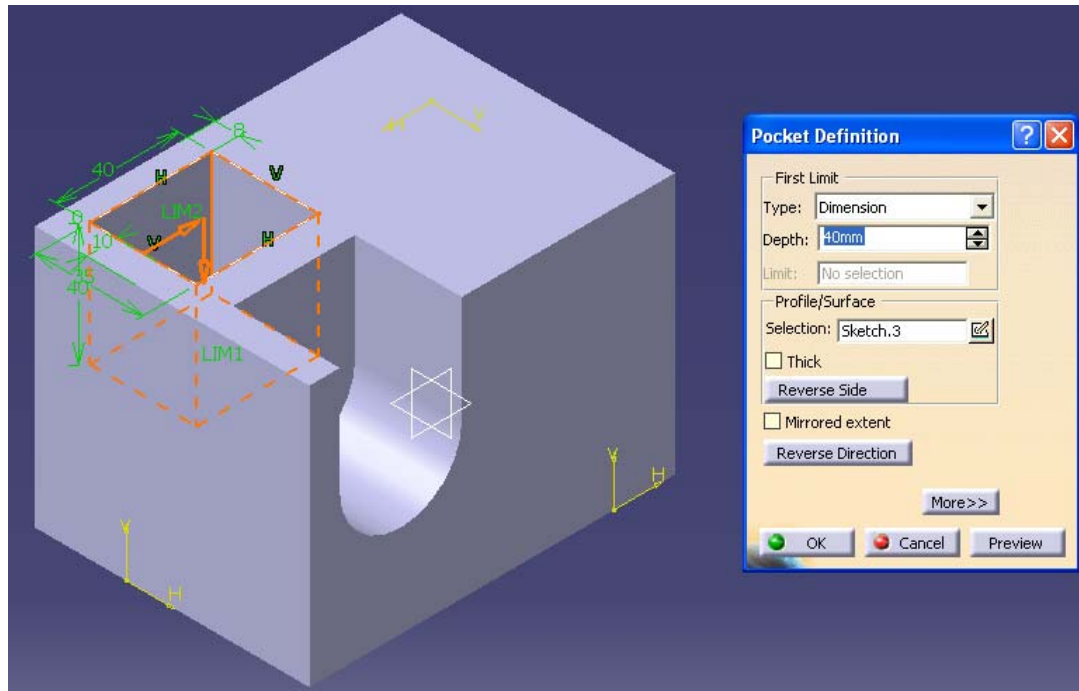 8
40
H
V
LIM2
V
H
10
40
LIM1
H
V
V
H
V
H
Pocket Definition
?
First Limit
Type: Dimension
Depth: 40mm
Limit: No selection
Profile/Surface
Selection: Sketch.3
Thick
Reverse Side
Mirrored extent
Reverse Direction
More>>
OK Cancel Preview